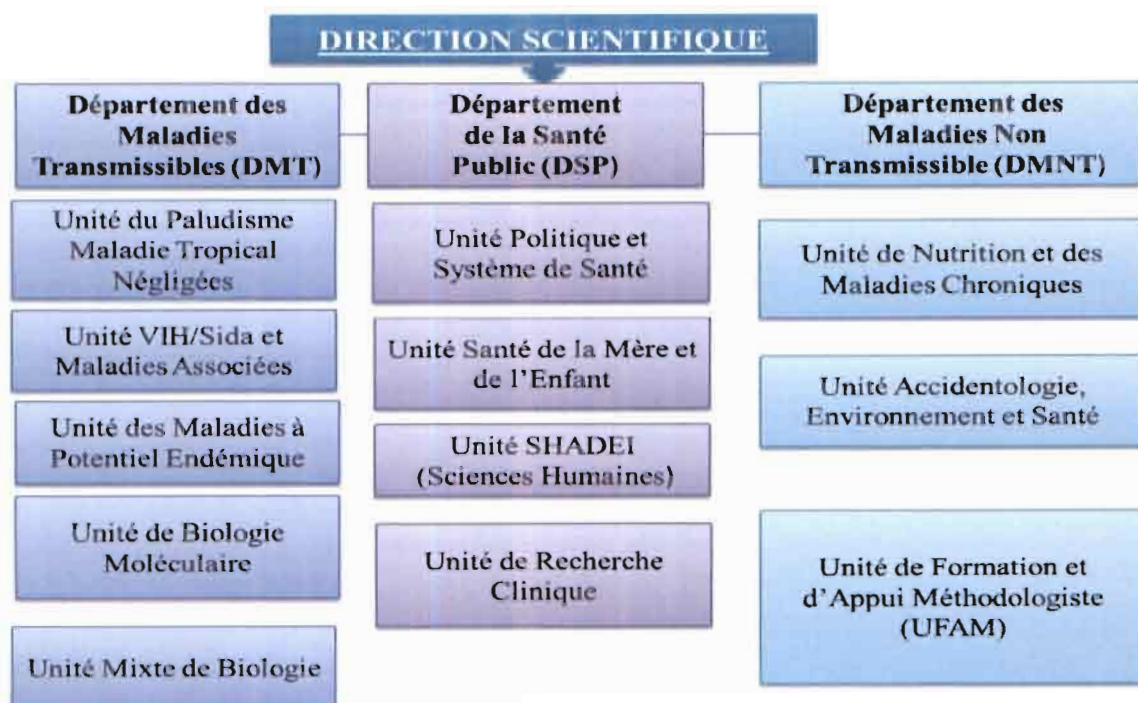 DIRECTION SCIENTIFIQUE
Département des
Maladies
Transmissibles (DMT)
Unité du Paludisme
Maladie Tropical
Négligées
Unité VIH/Sida et
Maladies Associées
Unité des Maladies à
Potentiel Endémique
Unité de Biologie
Moléculaire
Unité Mixte de Biologie
Département
de la Santé
Public (DSP)
Unité Politique et
Système de Santé
Unité Santé de la Mère et
de l'Enfant
Unité SHADEI
(Sciences Humaines)
Unité de Recherche
Clinique
Département des
Maladies Non
Transmissible (DMNT)
Unité de Nutrition et des
Maladies Chroniques
Unité Accidentologie,
Environnement et Santé
Unité de Formation et
d'Appui Méthodologiste
(UFAM)